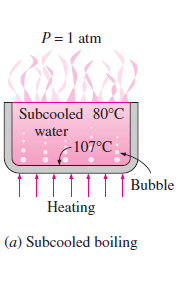 P = 1 atm
Subcooled 80°C
water
107°C
Bubble
Heating
(a) Subcooled boiling